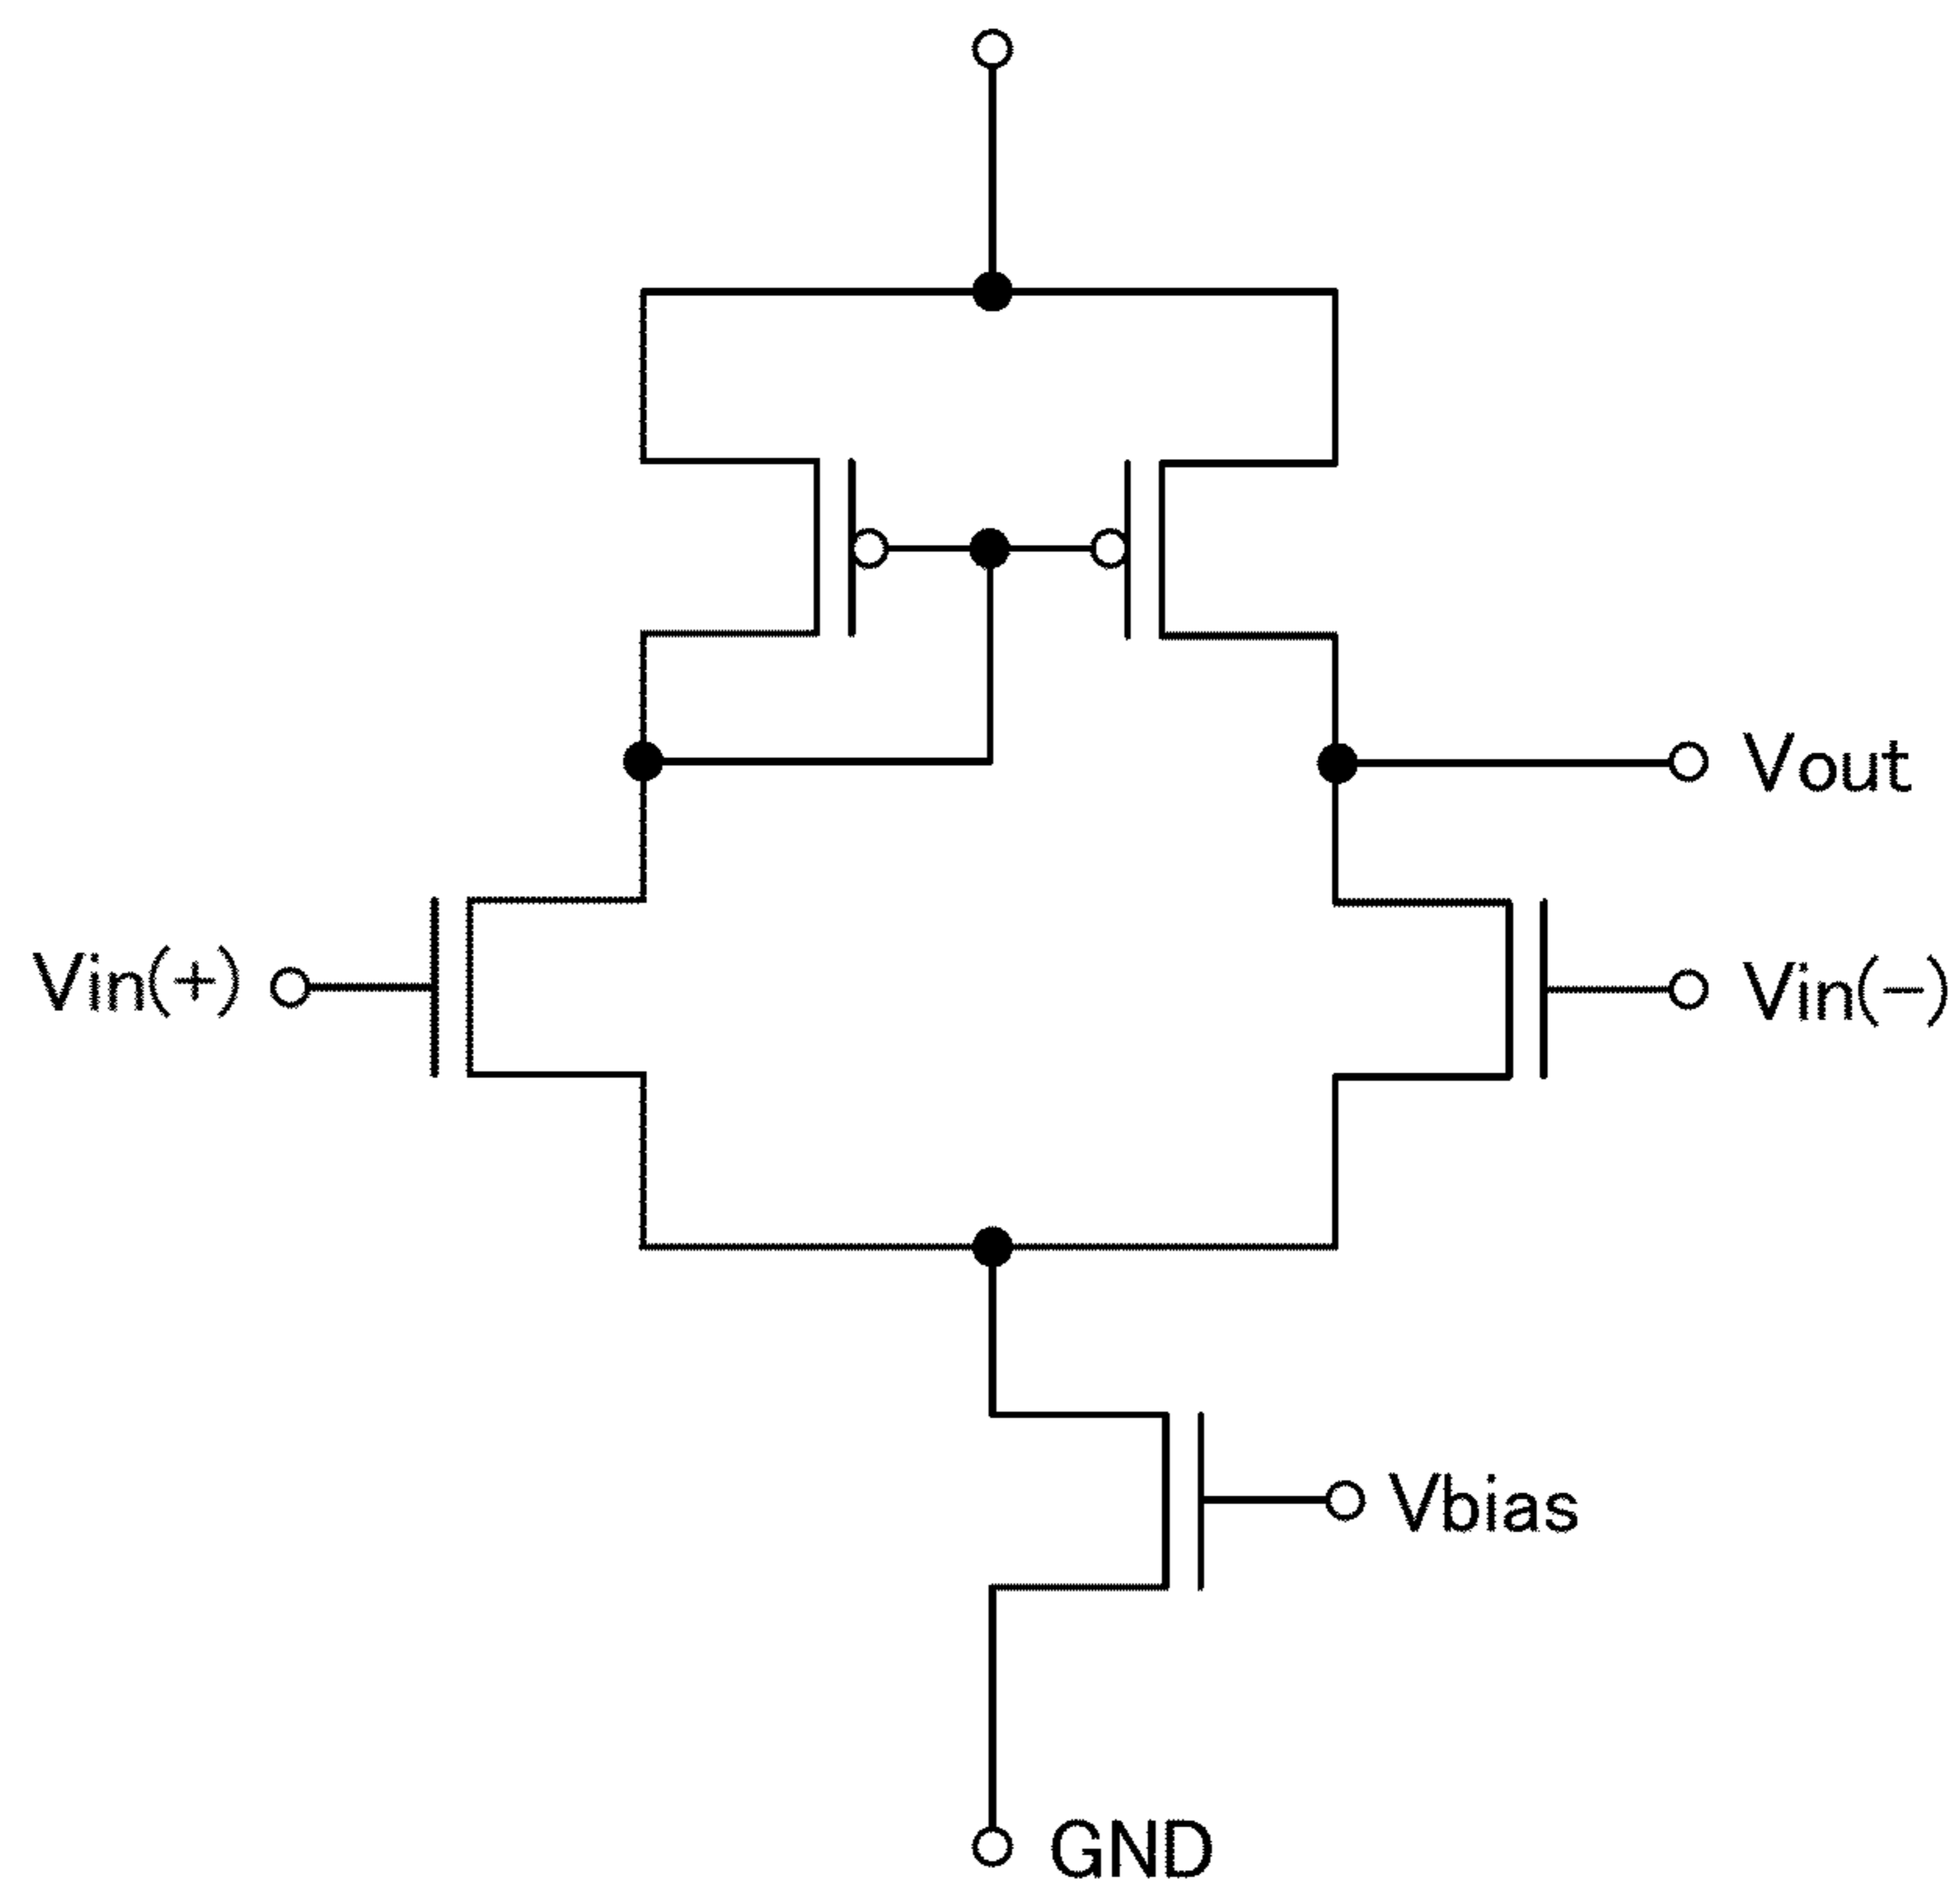 Vout
Vin(+)
Vin(−)
Vbias
GND